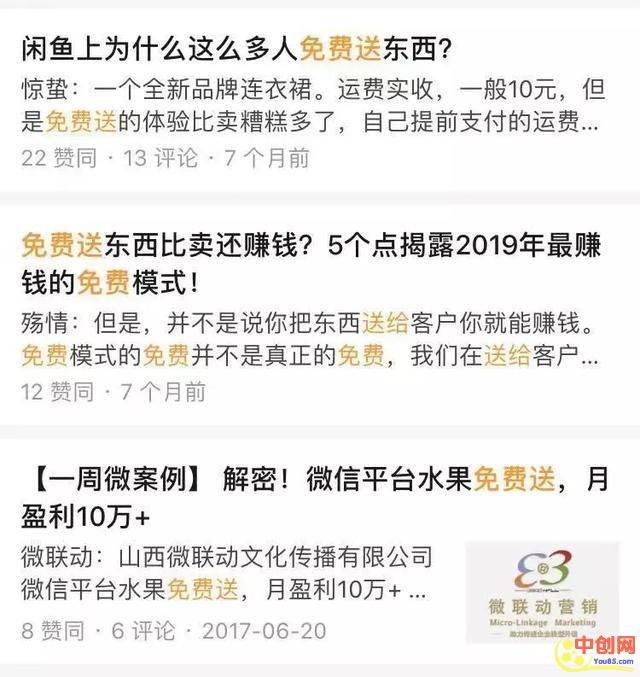 闲鱼上为什么这么多人免费送东西？
惊蛰：一个全新品牌连衣裙。运费实收，一般10元，但
是免费送的体验比卖糟糕多了，自己提前支付的运费...
22 赞同 · 13 评论 · 7 个月前
免费送东西比卖还赚钱？5个点揭露2019年最赚
钱的免费模式！
殇情：但是，并不是说你把东西送给客户你就能赚钱。
免费模式的免费并不是真正的免费，我们在送给客户...
12 赞同 · 7 个月前
【一周微案例】 解密！微信平台水果免费送，月
盈利10万+
微联动：山西微联动文化传播有限公司
微信平台水果免费送，月盈利10万+ ...
8 赞同 · 6 评论 · 2017-06-20
微联动营销
Micro-Linkage Marketing
助力传统企业转型升级
中创网
You85.com